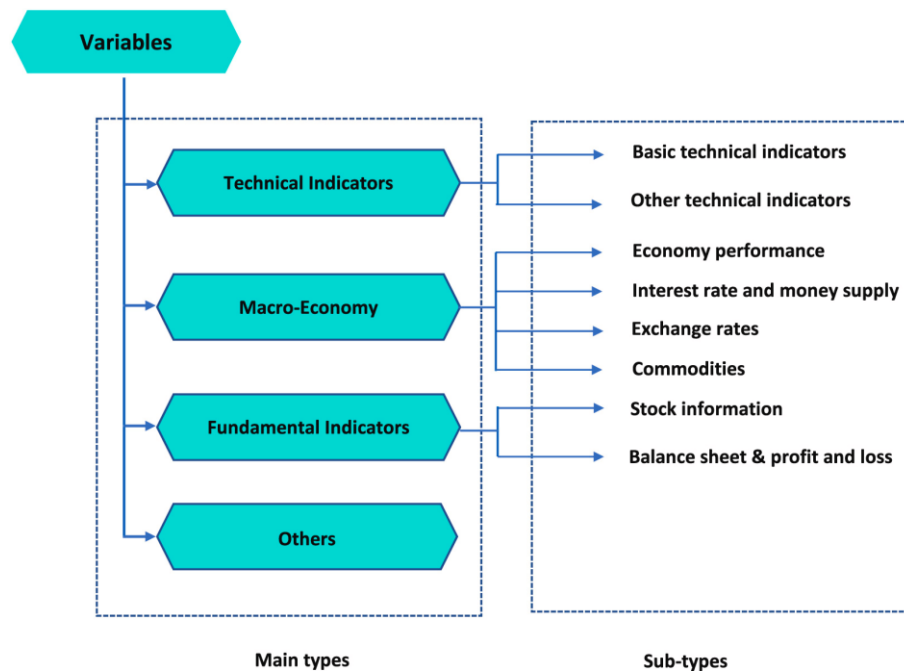 Variables
Technical Indicators
Basic technical indicators
Other technical indicators
Macro-Economy
Economy performance
Interest rate and money supply
Exchange rates
Commodities
Fundamental Indicators
Stock information
Balance sheet & profit and loss
Others
Main types
Sub-types